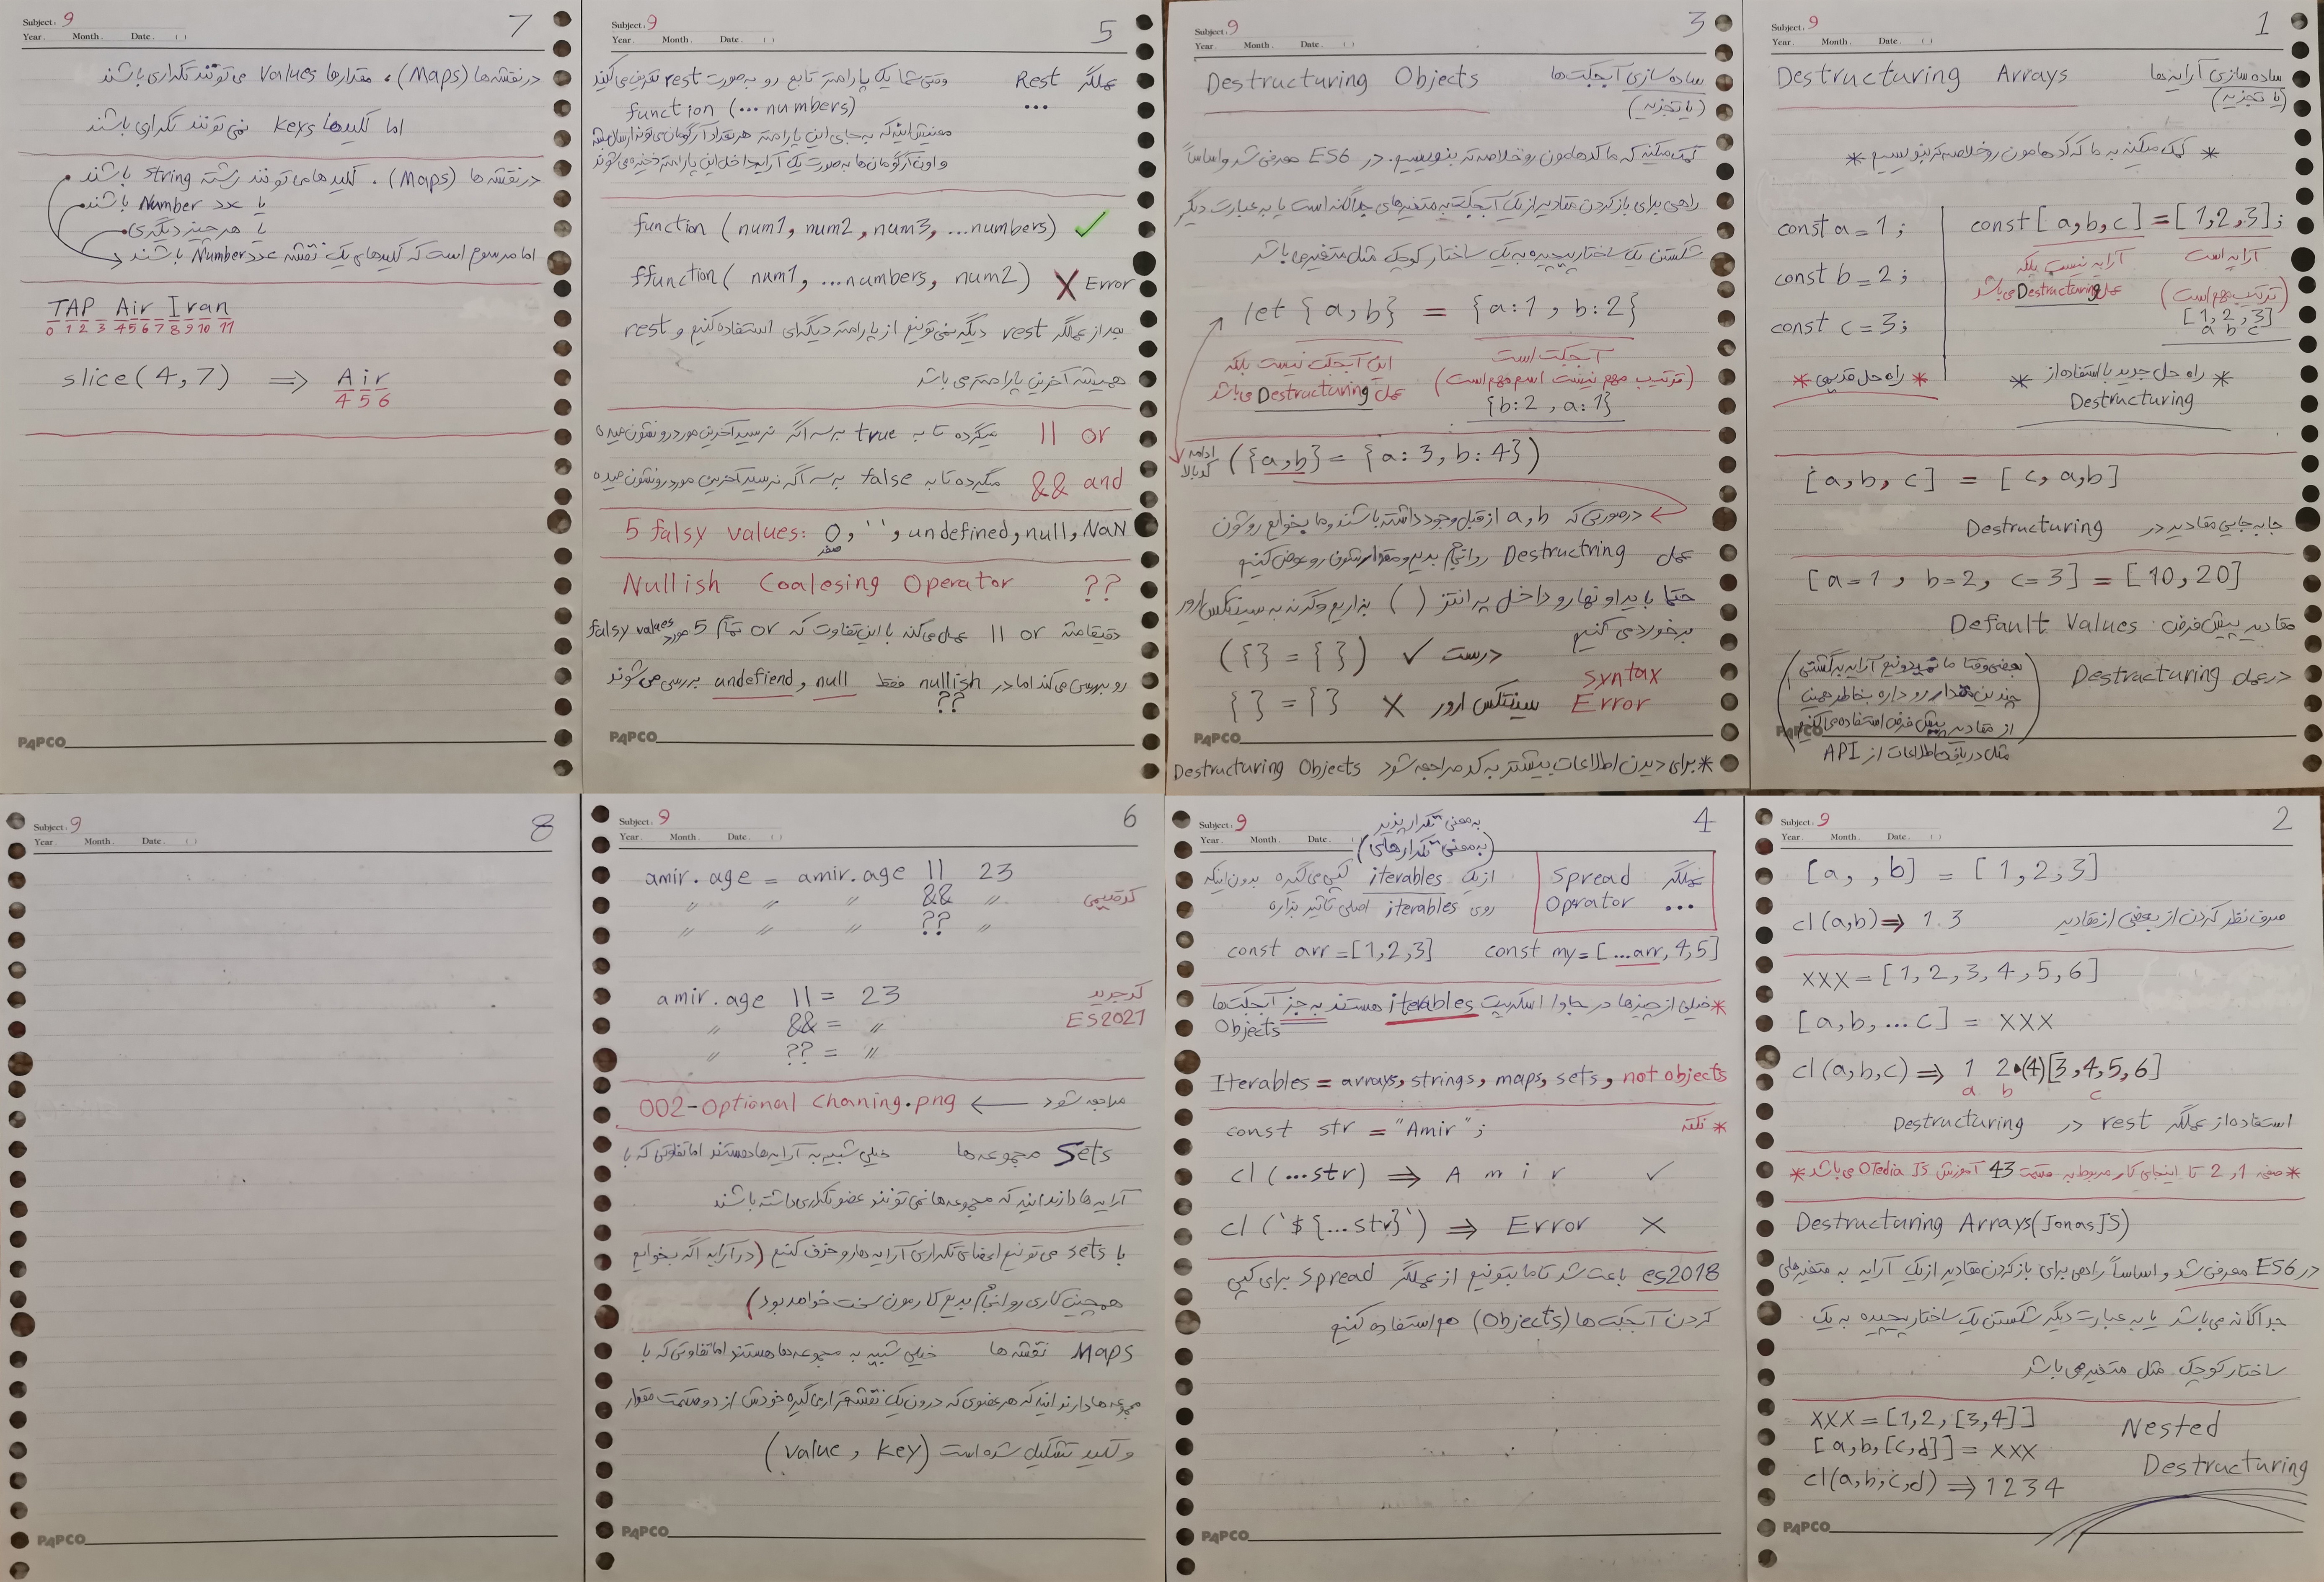 Subject: 9
Year. Month. Date. ( )
1
Destructuring Arrays ساده سازی آرایه‌ها
(یا تجزیه)
* کمک میکنه به ما که کدهامون رو خلاصه تر بنویسیم *
const a = 1 ;
const b = 2 ;
const c = 3 ;
* راه حل قدیمی *
const [ a, b, c ] = [ 1, 2, 3 ] ;
آرایه است
(ترتیب مهم است)
[ 1, 2, 3 ]
a b c
آرایه نیست بلکه
عمل Destructuring می‌باشد
* راه حل جدید با استفاده از *
Destructuring
[ a, b, c ] = [ c, a, b ]
جا به جایی مقادیر در Destructuring
[ a = 1 , b = 2, c = 3 ] = [ 10, 20 ]
مقادیر پیش فرض : Default Values
در عمل Destructuring
(بعضی وقتا ما نمیدونیم آرایه برگشتی
چندین مقدار رو داره بخاطر همین
از مقادیر پیش فرض استفاده می کنیم)
مثل دریافت اطلاعات از API
PAPCO
Subject: 9
Year. Month. Date. ( )
2
[ a, , b ] = [ 1, 2, 3 ]
cl (a,b) ⇒ 1. 3 صرف نظر کردن از بعضی از مقادیر
xxx = [ 1, 2, 3, 4, 5, 6 ]
[ a, b, ... c ] = xxx
cl (a, b, c) ⇒ 1 2 (4) [3, 4, 5, 6]
a b c
استفاده از عملگر rest در Destructuring
* صفحه 1 و 2 تا اینجای کار مربوط به قسمت 43 آموزش OTedia JS می باشد *
Destructuring Arrays (Jonas JS)
در ES6 معرفی شد و اساساً راهی برای باز کردن مقادیر از یک آرایه به متغیرهای
جداگانه می باشد یا به عبارت دیگر شکستن یک ساختار پیچیده به یک
ساختار کوچک مثل متغیر می باشد
xxx = [1, 2, [3, 4]]
[a, b, [c, d]] = xxx
cl (a, b, c, d) ⇒ 1 2 3 4
Nested
Destructuring
PAPCO
Subject: 9
Year. Month. Date. ( )
3
Destructuring Objects ساده سازی آبجکت‌ها
(یا تجزیه)
کمک میکنه که ما کدهامون رو خلاصه تر بنویسیم. در ES6 معرفی شد و اساساً
راهی برای باز کردن مقادیر از یک آبجکت به متغیرهای جداگانه است یا به عبارت دیگر
شکستن یک ساختار پیچیده به یک ساختار کوچک مثل متغیر می باشد
let { a, b } = { a : 1 , b : 2 }
آبجکت است
(ترتیب مهم نیست اسم مهم است)
{ b : 2 , a : 1 }
این آبجکت نیست بلکه
عمل Destructuring می باشد
ادامه
کد بالا
( { a, b } = { a : 3, b : 4 } )
در صورتی که a, b از قبل وجود داشته باشند و ما بخوایم روشون
عمل Destructring رو انجام بدیم و مقدارشون رو عوض کنیم
حتما باید اونهارو داخل پرانتز ( ) بذاریم وگرنه به سینتکس ارور
برخورد می کنیم
( { } = { } ) ✓ درست
{ } = { } X سینتکس ارور
syntax
Error
PAPCO
* برای دیدن اطلاعات بیشتر به کد مراجعه شود Destructuring Objects
Subject: 9
Year. Month. Date. ( )
4
به معنی تکرار پذیر
(به معنی تکرارهای)
عملگر Spread
... Oprator
از یک iterables کپی می گیره بدون اینکه
روی iterables اصلی تاثیر بذاره
const arr = [1, 2, 3] const my = [ ...arr, 4, 5 ]
* خیلی از چیزها در جاوا اسکریپت iterables هستند به جز آبجکت‌ها
Objects
Iterables = arrays, strings, maps, sets, not objects
* نکته
const str = "Amir" ;
cl (...str) ⇒ A m i r ✓
cl (`${...str}`) ⇒ Error X
es2018 باعث شد تا ما بتونیم از عملگر spread برای کپی
کردن آبجکت ها (Objects) هم استفاده کنیم
PAPCO
Subject: 9
Year. Month. Date. ( )
5
عملگر Rest
...
وقتی شما یک پارامتر تابع رو به صورت rest تعریف می کنید
function (... numbers)
معنیش اینه که به جای این پارامتر هر تعداد آرگومان می تونه ارسال بشه
و اون آرگومان ها به صورت یک آرایه داخل این پارامتر ذخیره می شوند
function ( num1, num2, num3, ...numbers) ✓
ffunction ( num1, ...numbers, num2) X Error
بعد از عملگر rest دیگه نمی تونیم از پارامتر دیگه‌ای استفاده کنیم و rest
همیشه آخرین پارامتر می باشد
|| or میگرده تا به true برسه اگر نرسید آخرین مورد رو نشون میده
&& and میگرده تا به false برسه اگر نرسید آخرین مورد رو نشون میده
5 falsy values: 0, '', undefined, null, NaN
صفر
Nullish Coalesing Operator ??
دقیقا مثل or || عمل می کنه با این تفاوت که or تمام 5 مورد falsy values
رو بررسی می کند اما در nullish فقط undefiend, null بررسی می شوند
??
PAPCO
Subject: 9
Year. Month. Date. ( )
6
amir.age = amir.age || 23
〃 〃 〃 && 〃 کد قدیمی
〃 〃 〃 ?? 〃
amir.age ||= 23 کد جدید
〃 &&= 〃 ES2021
〃 ??= 〃
002-Optional Chaning.png ← مراجعه شود
Sets مجموعه ها خیلی شبیه به آرایه ها هستند اما تفاوتی که با
آرایه ها دارند اینه که مجموعه ها نمی تونند عضو تکراری داشته باشند
با sets می تونیم اعضای تکراری آرایه ها رو حذف کنیم (در آرایه اگه بخوایم
همچین کاری رو انجام بدیم کارمون سخت خواهد بود)
Maps نقشه ها خیلی شبیه به مجموعه ها هستند اما تفاوتی که با
مجموعه ها دارند اینه که هر عضوی که درون یک نقشه قرار می گیره خودش از دو قسمت مقدار
و کلید تشکیل شده است (value , key)
PAPCO
Subject: 9
Year. Month. Date. ( )
7
در نقشه ها (Maps) ، مقدارها values می توانند تکراری باشند
اما کلیدها keys نمی تونند تکراری باشند
در نقشه ها (Maps) ، کلیدها می تونند رشته string باشند
یا عدد Number باشند
یا هر چیز دیگری
اما مرسوم است که کلیدهای یک نقشه عدد Number باشند
TAP Air Iran
0 1 2 3 4 5 6 7 8 9 10 11
slice (4, 7) ⇒ Air
4 5 6
PAPCO
Subject: 9
Year. Month. Date. ( )
8
PAPCO